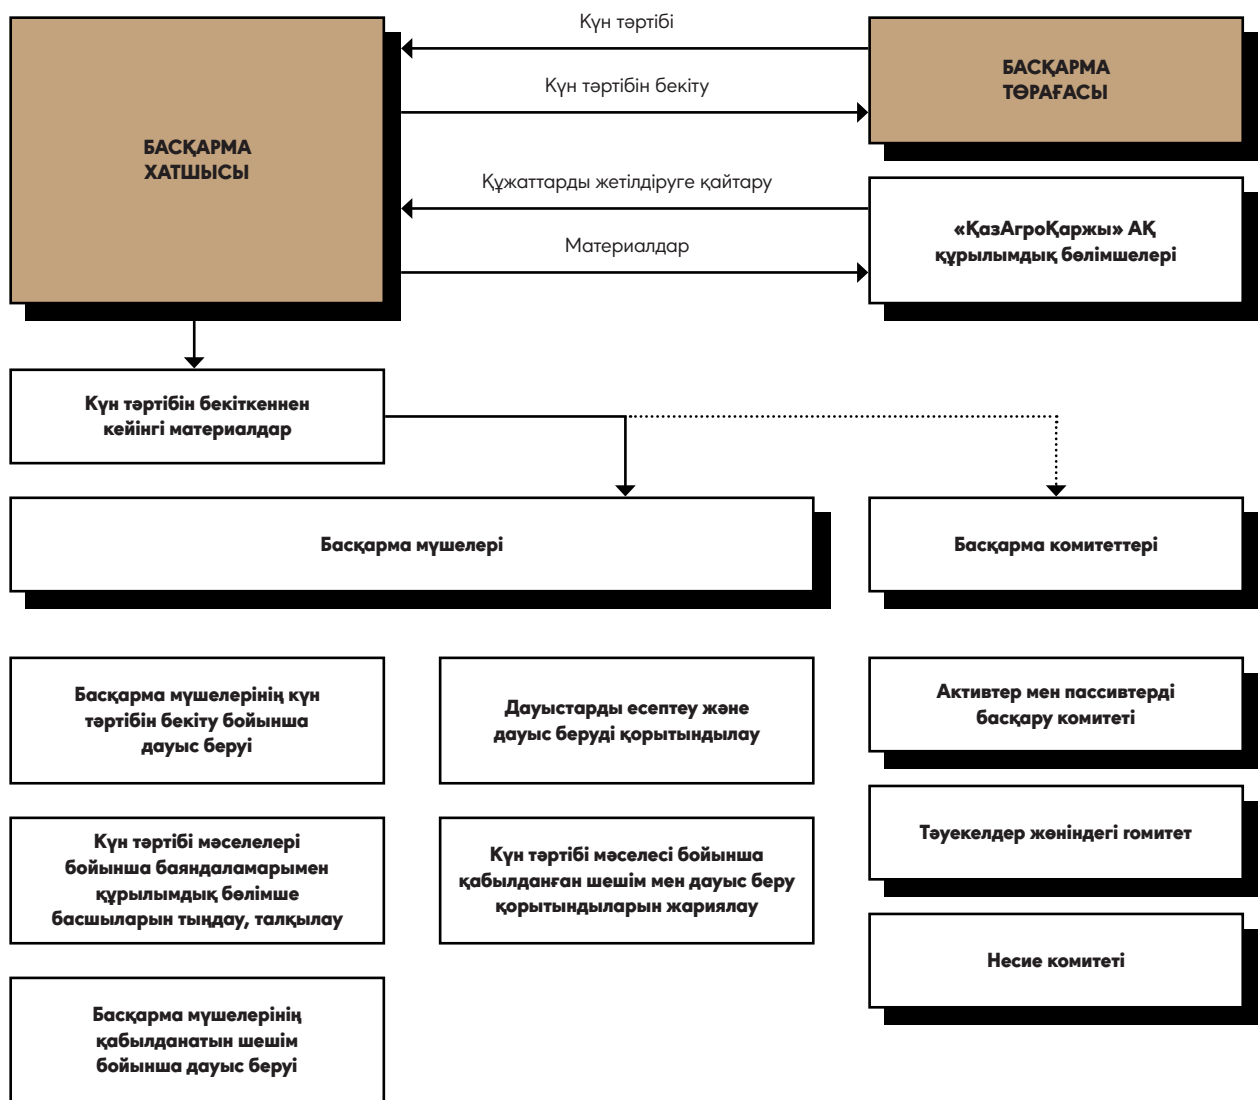 Күн тәртібі
БАСҚАРМА
ТӨРАҒАСЫ
Күн тәртібін бекіту
БАСҚАРМА
ХАТШЫСЫ
Құжаттарды жетілдіруге қайтару
«ҚазАгроҚаржы» АҚ
құрылымдық бөлімшелері
Материалдар
Күн тәртібін бекіткеннен
кейінгі материалдар
Басқарма мүшелері
Басқарма комитеттері
Басқарма мүшелерінің күн
тәртібін бекіту бойынша
дауыс беруі
Дауыстарды есептеу және
дауыс беруді қорытындылау
Активтер мен пассивтерді
басқару комитеті
Күн тәртібі мәселелері
бойынша баяндаламарымен
құрылымдық бөлімше
басшыларын тыңдау, талқылау
Күн тәртібі мәселесі бойынша
қабылданған шешім мен дауыс беру
қорытындыларын жариялау
Тәуекелдер жөніндегі гомитет
Несие комитеті
Басқарма мүшелерінің
қабылданатын шешім
бойынша дауыс беруі